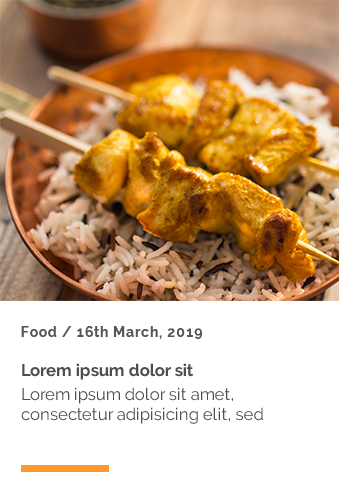 Food / 16th March, 2019
Lorem ipsum dolor sit
Lorem ipsum dolor sit amet,
consectetur adipisicing elit, sed